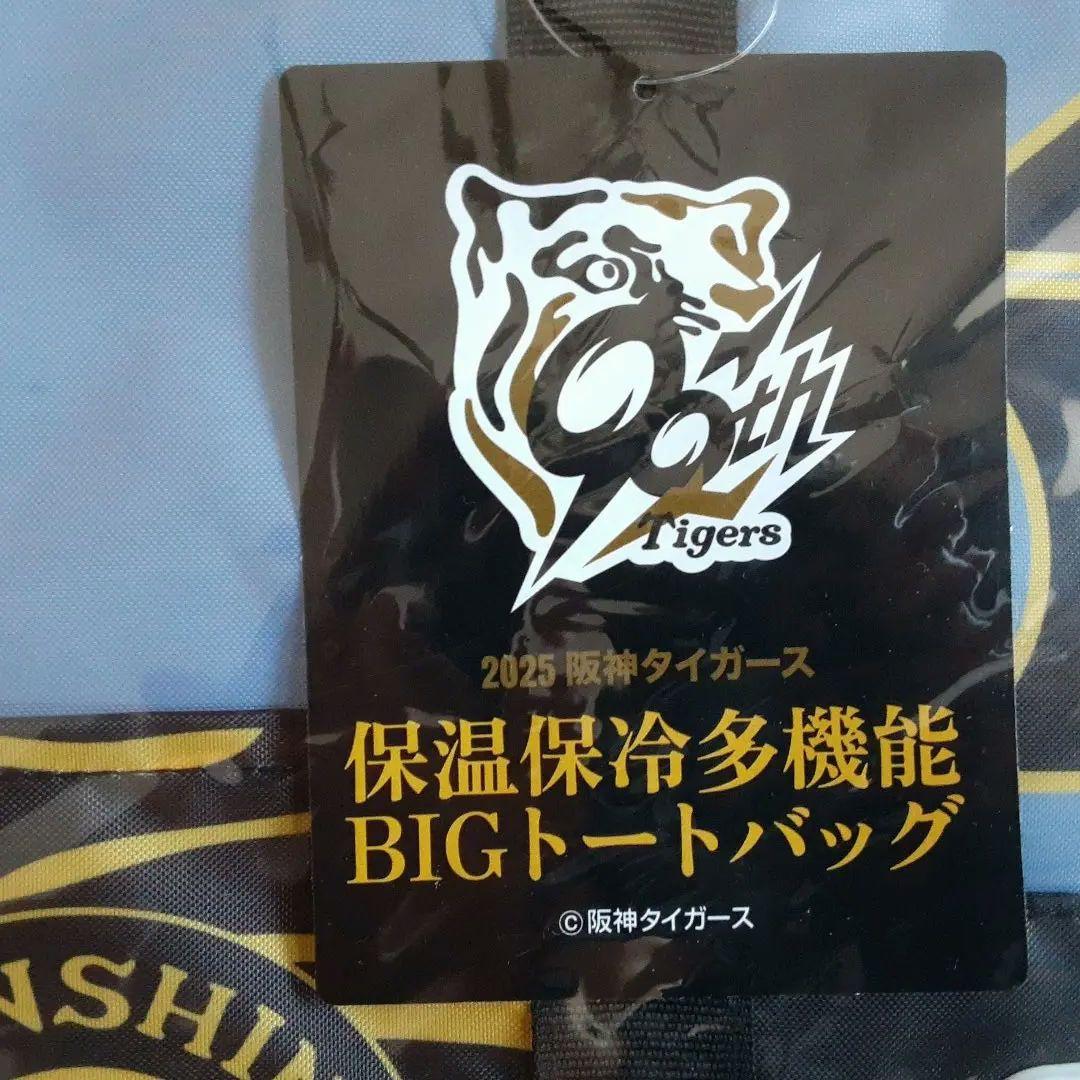 90th
Tigers
2025 阪神タイガース
保温保冷多機能
BIGトートバッグ
©阪神タイガース
NSHIN